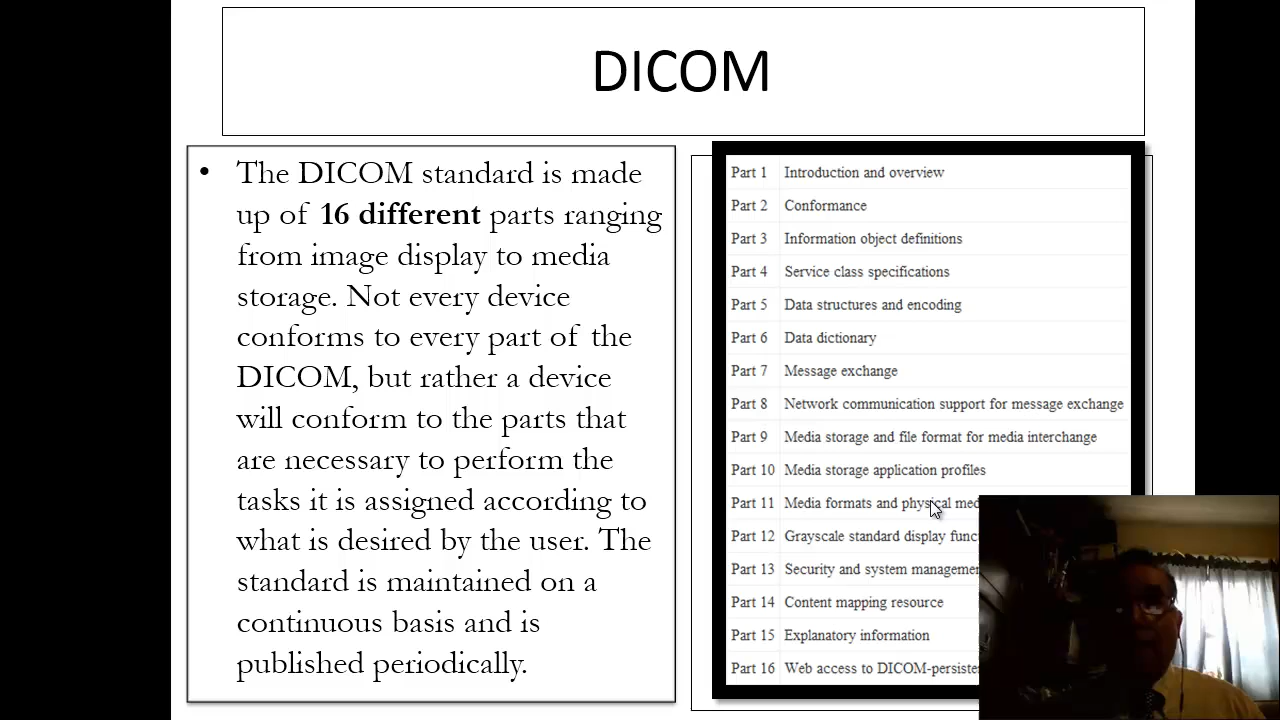 DICOM
• The DICOM standard is made
up of 16 different parts ranging
from image display to media
storage. Not every device
conforms to every part of the
DICOM, but rather a device
will conform to the parts that
are necessary to perform the
tasks it is assigned according to
what is desired by the user. The
standard is maintained on a
continuous basis and is
published periodically.
Part 1 Introduction and overview
Part 2 Conformance
Part 3 Information object definitions
Part 4 Service class specifications
Part 5 Data structures and encoding
Part 6 Data dictionary
Part 7 Message exchange
Part 8 Network communication support for message exchange
Part 9 Media storage and file format for media interchange
Part 10 Media storage application profiles
Part 11 Media formats and physical
Part 12 Grayscale standard display
Part 13 Security and system
Part 14 Content mapping resource
Part 15 Explanatory information
Part 16 Web access to